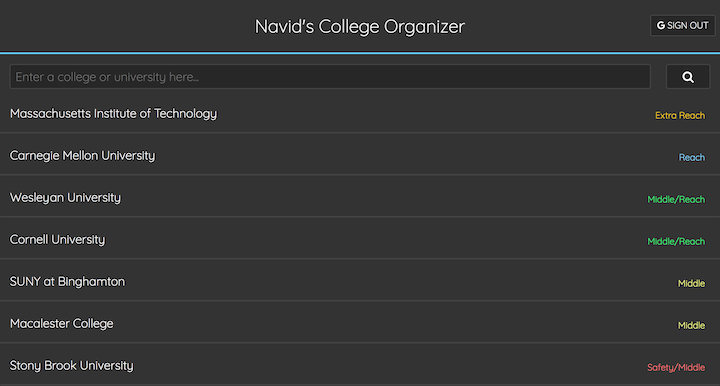 Navid's College Organizer
G SIGN OUT
Enter a college or university here...
Massachusetts Institute of Technology
Extra Reach
Carnegie Mellon University
Reach
Wesleyan University
Middle/Reach
Cornell University
Middle/Reach
SUNY at Binghamton
Middle
Macalester College
Middle
Stony Brook University
Safety/Middle